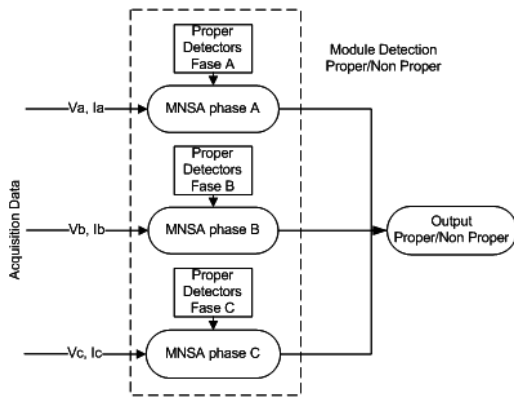 Proper
Detectors
Fase A
Module Detection
Proper/Non Proper
Va, Ia
MNSA phase A
Proper
Detectors
Fase B
Acquisition Data
Vb, Ib
MNSA phase B
Output
Proper/Non Proper
Proper
Detectors
Fase C
Vc, Ic
MNSA phase C